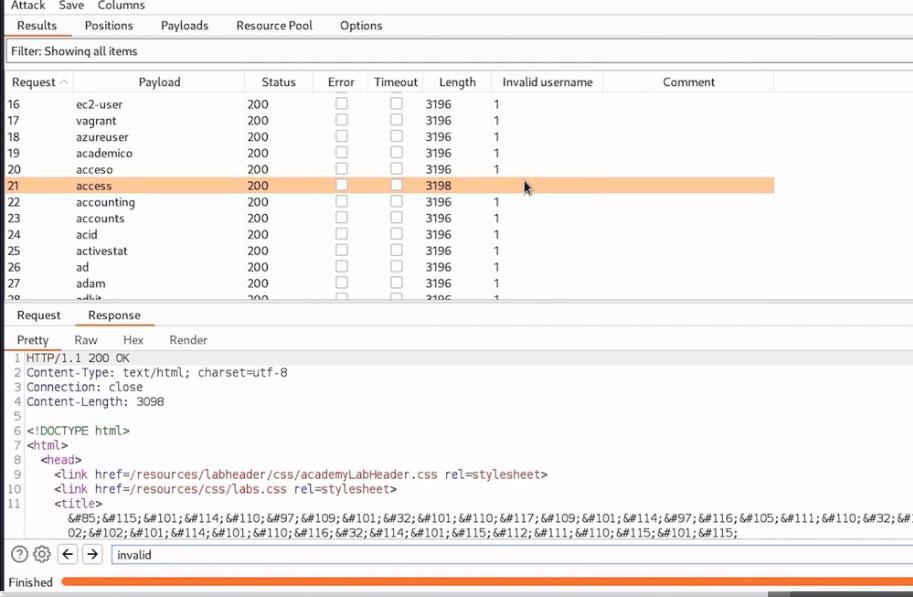 Attack Save Columns
Results Positions Payloads Resource Pool Options
Filter: Showing all items
Request Payload Status Error Timeout Length Invalid username Comment
16 ec2-user 200 3196 1
17 vagrant 200 3196 1
18 azureuser 200 3196 1
19 academico 200 3196 1
20 acceso 200 3196 1
21 access 200 3198
22 accounting 200 3196 1
23 accounts 200 3196 1
24 acid 200 3196 1
25 activestat 200 3196 1
26 ad 200 3196 1
27 adam 200 3196 1
28 adkit 200 3196 1
Request Response
Pretty Raw Hex Render
1 HTTP/1.1 200 OK
2 Content-Type: text/html; charset=utf-8
3 Connection: close
4 Content-Length: 3098
5
6 <!DOCTYPE html>
7 <html>
8 <head>
9 <link href=/resources/labheader/css/academyLabHeader.css rel=stylesheet>
10 <link href=/resources/css/labs.css rel=stylesheet>
11 <title>
&#85;&#115;&#101;&#114;&#110;&#97;&#109;&#101;&#32;&#101;&#110;&#117;&#109;&#101;&#114;&#97;&#116;&#105;&#111;&#110;&#32;&#1
02;&#102;&#101;&#114;&#101;&#110;&#116;&#32;&#114;&#101;&#115;&#112;&#111;&#110;&#115;&#101;&#115;
invalid
Finished